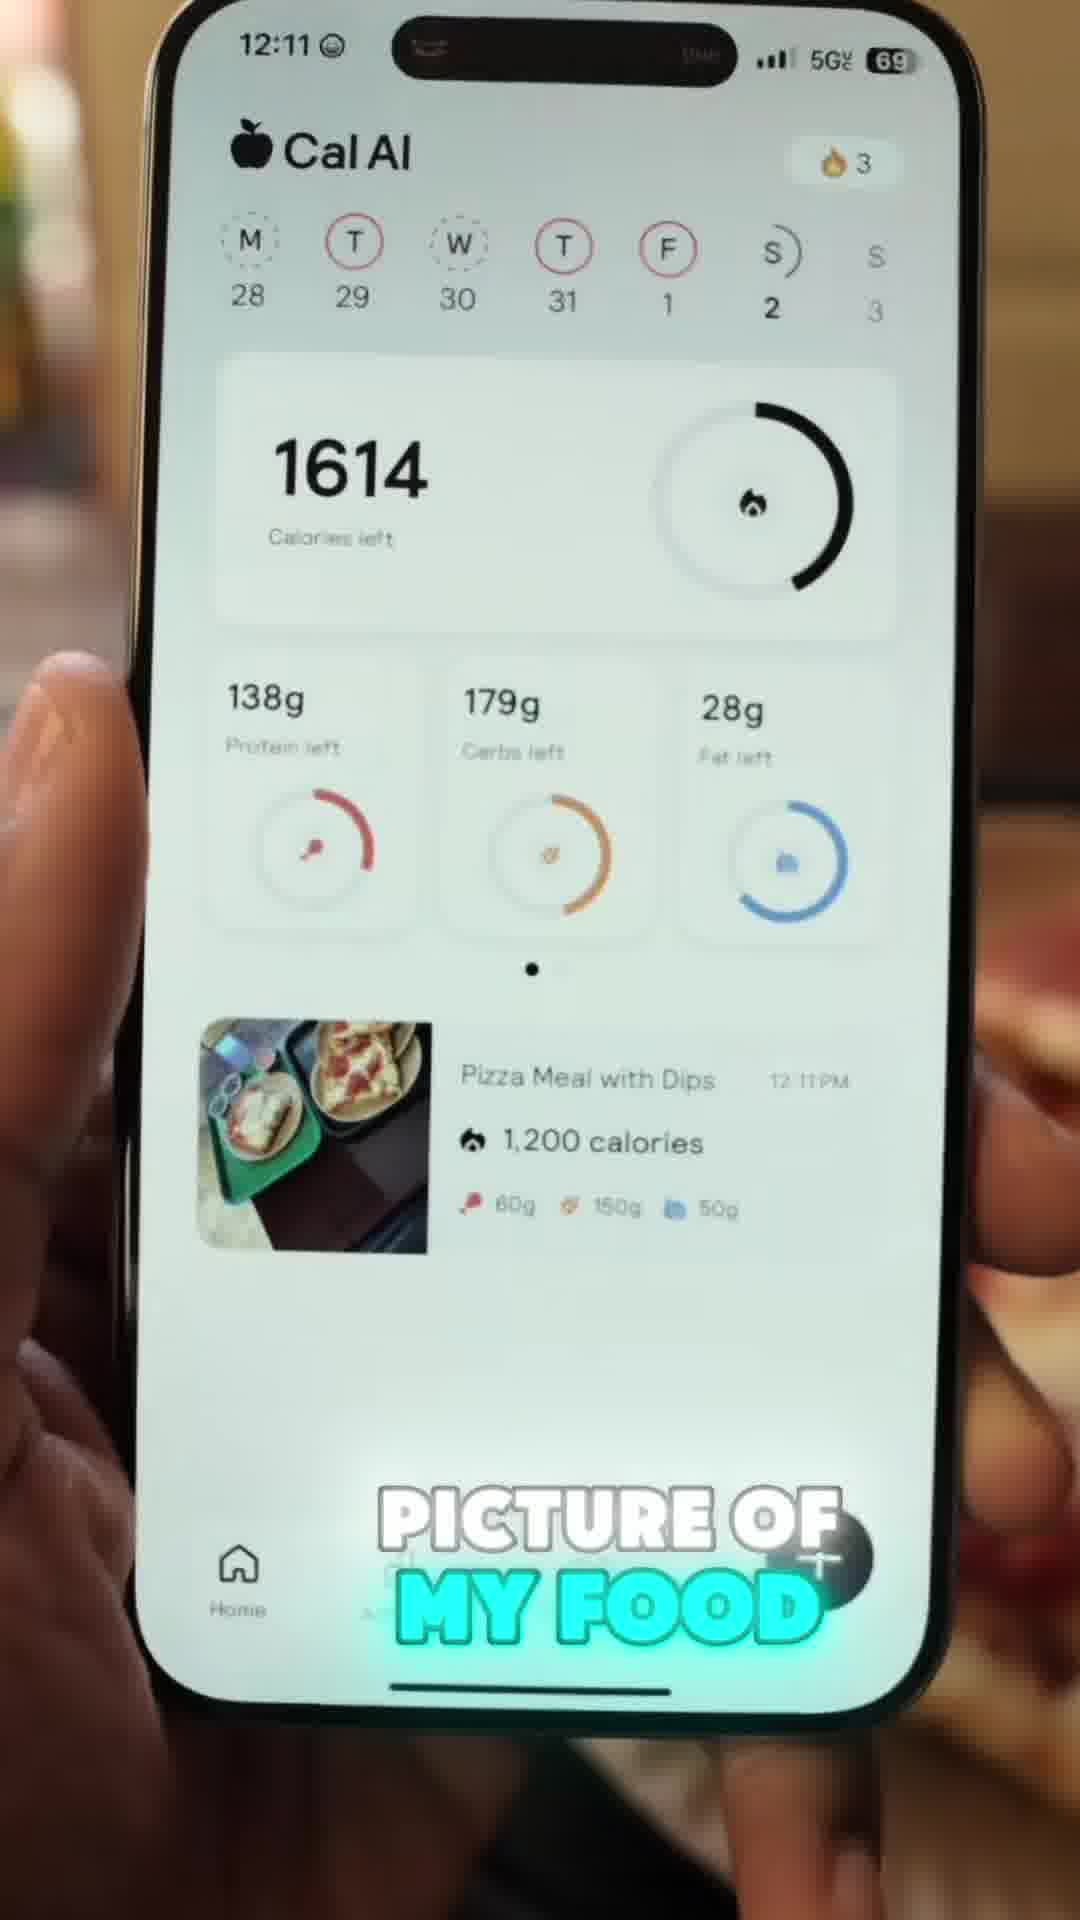 12:11
5G
69
Cal AI
3
M T W T F S S
28 29 30 31 1 2 3
1614
Calories left
138g
Protein left
179g
Carbs left
28g
Fat left
Pizza Meal with Dips 12:11 PM
1,200 calories
60g 150g 50g
PICTURE OF
MY FOOD
Home